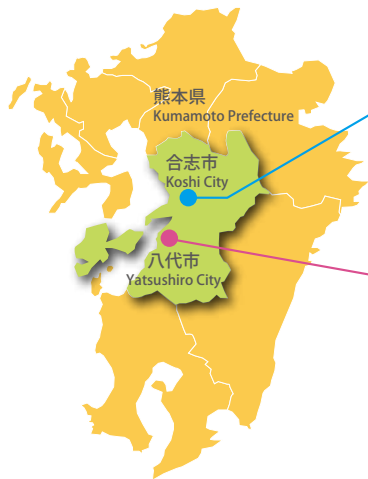 熊本県
Kumamoto Prefecture
合志市
Koshi City
八代市
Yatsushiro City